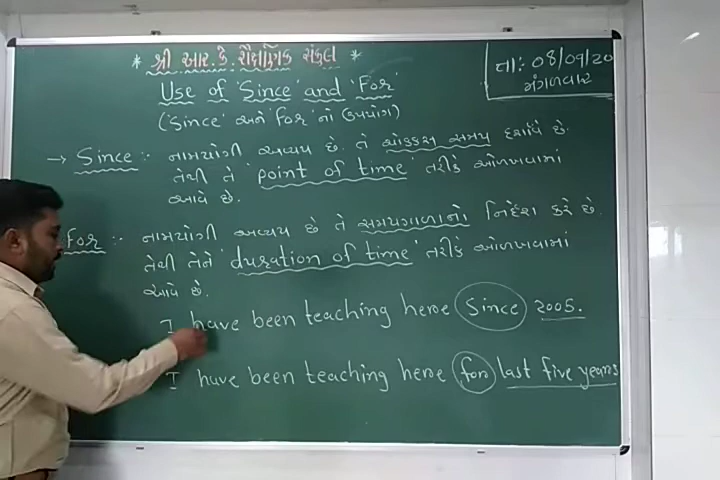 * શ્રી આર. કે. શૈક્ષણિક સંકુલ *
તા: 08/09/20
મંગળવાર
Use of 'Since' and 'For'
('Since' અને 'For' નો ઉપયોગ)
→ Since :- નામયોગી અવ્યય છે. તે ચોક્કસ સમય દર્શાવે છે.
તેથી તે 'point of time' તરીકે ઓળખવામાં
આવે છે.
For :- નામયોગી અવ્યય છે તે સમયગાળાનો નિર્દેશ કરે છે.
તેથી તેને 'duration of time' તરીકે ઓળખવામાં
આવે છે.
I have been teaching here Since 2005.
I have been teaching here for last five years